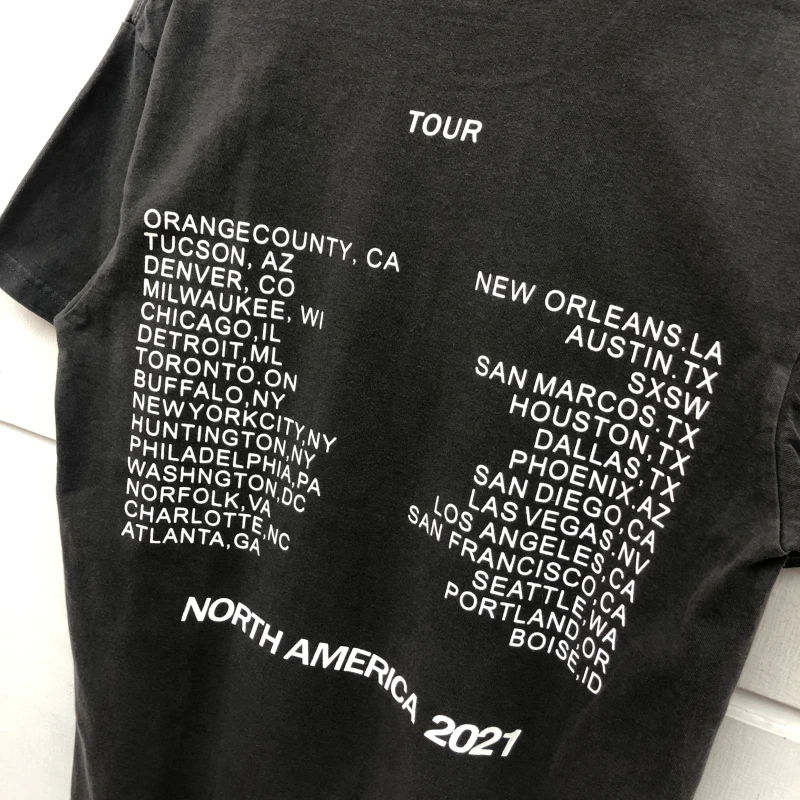 TOUR
ORANGECOUNTY, CA
TUCSON, AZ
DENVER, CO
MILWAUKEE, WI
CHICAGO,IL
DETROIT,ML
TORONTO.ON
BUFFALO,NY
NEWYORKCITY,NY
HUNTINGTON,NY
PHILADELPHIA,PA
WASHNGTON,DC
NORFOLK,VA
CHARLOTTE,NC
ATLANTA,GA
NEW ORLEANS.LA
AUSTIN.TX
SXSW
SAN MARCOS,TX
HOUSTON,TX
DALLAS,TX
PHOENIX.AZ
SAN DIEGO,CA
LAS VEGAS.NV
LOS ANGELES,CA
SAN FRANCISCO,CA
SEATTLE,WA
PORTLAND,OR
BOISE,ID
NORTH AMERICA 2021